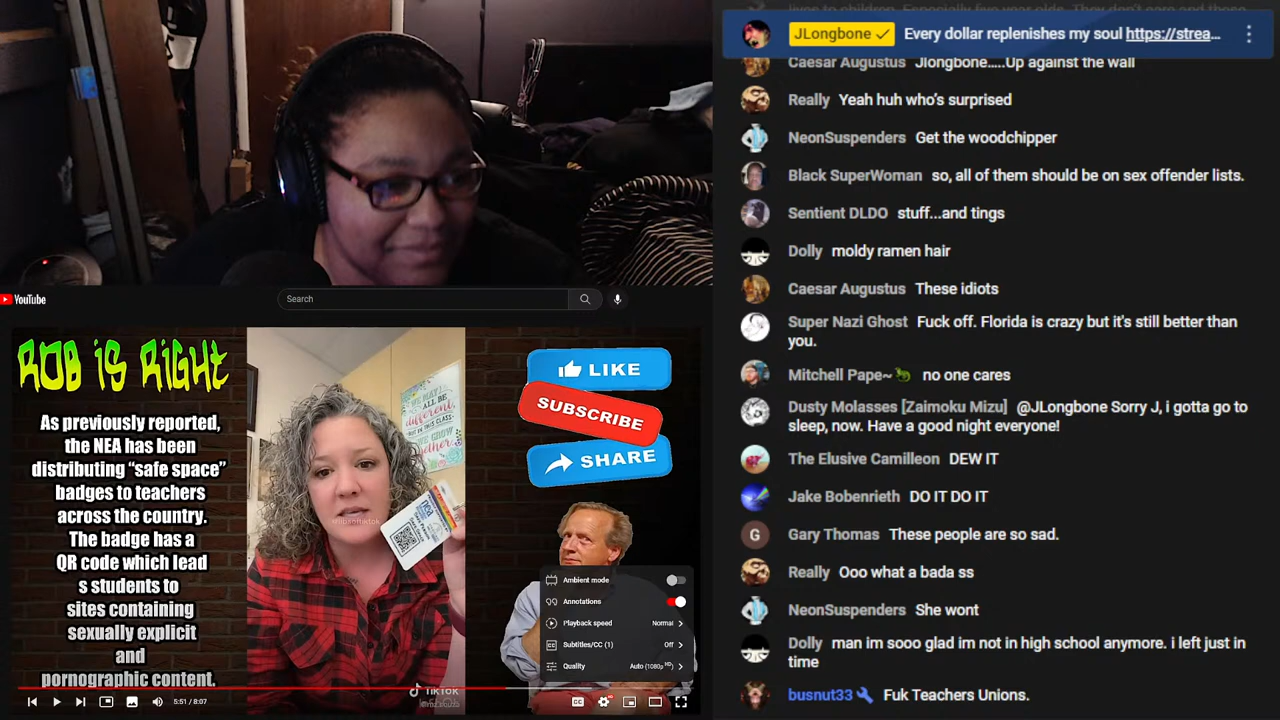 JLongbone Every dollar replenishes my soul https://strea...
Caesar Augustus Jlongbone.....Up against the wall
Really Yeah huh who's surprised
NeonSuspenders Get the woodchipper
Black SuperWoman so, all of them should be on sex offender lists.
Sentient DLDO stuff...and tings
Dolly moldy ramen hair
Caesar Augustus These idiots
Super Nazi Ghost Fuck off. Florida is crazy but it's still better than
you.
Mitchell Pape~ no one cares
Dusty Molasses [Zaimoku Mizu] @JLongbone Sorry J, i gotta go to
sleep, now. Have a good night everyone!
The Elusive Camilleon DEW IT
Jake Bobenrieth DO IT DO IT
G Gary Thomas These people are so sad.
Really Ooo what a bada ss
NeonSuspenders She wont
Dolly man im sooo glad im not in high school anymore. i left just in
time
busnut33 Fuk Teachers Unions.
YouTube
Search
ROB iS RiGHT
As previously reported,
the NEA has been
distributing “safe space”
badges to teachers
across the country.
The badge has a
QR code which lead
s students to
sites containing
sexually explicit
and
pornographic content.
LIKE
SUBSCRIBE
SHARE
nea
TikTok
Ambient mode
Annotations
Playback speed Normal
Subtitles/CC (1) Off
Quality Auto (1080p HD)
5:51 / 8:07